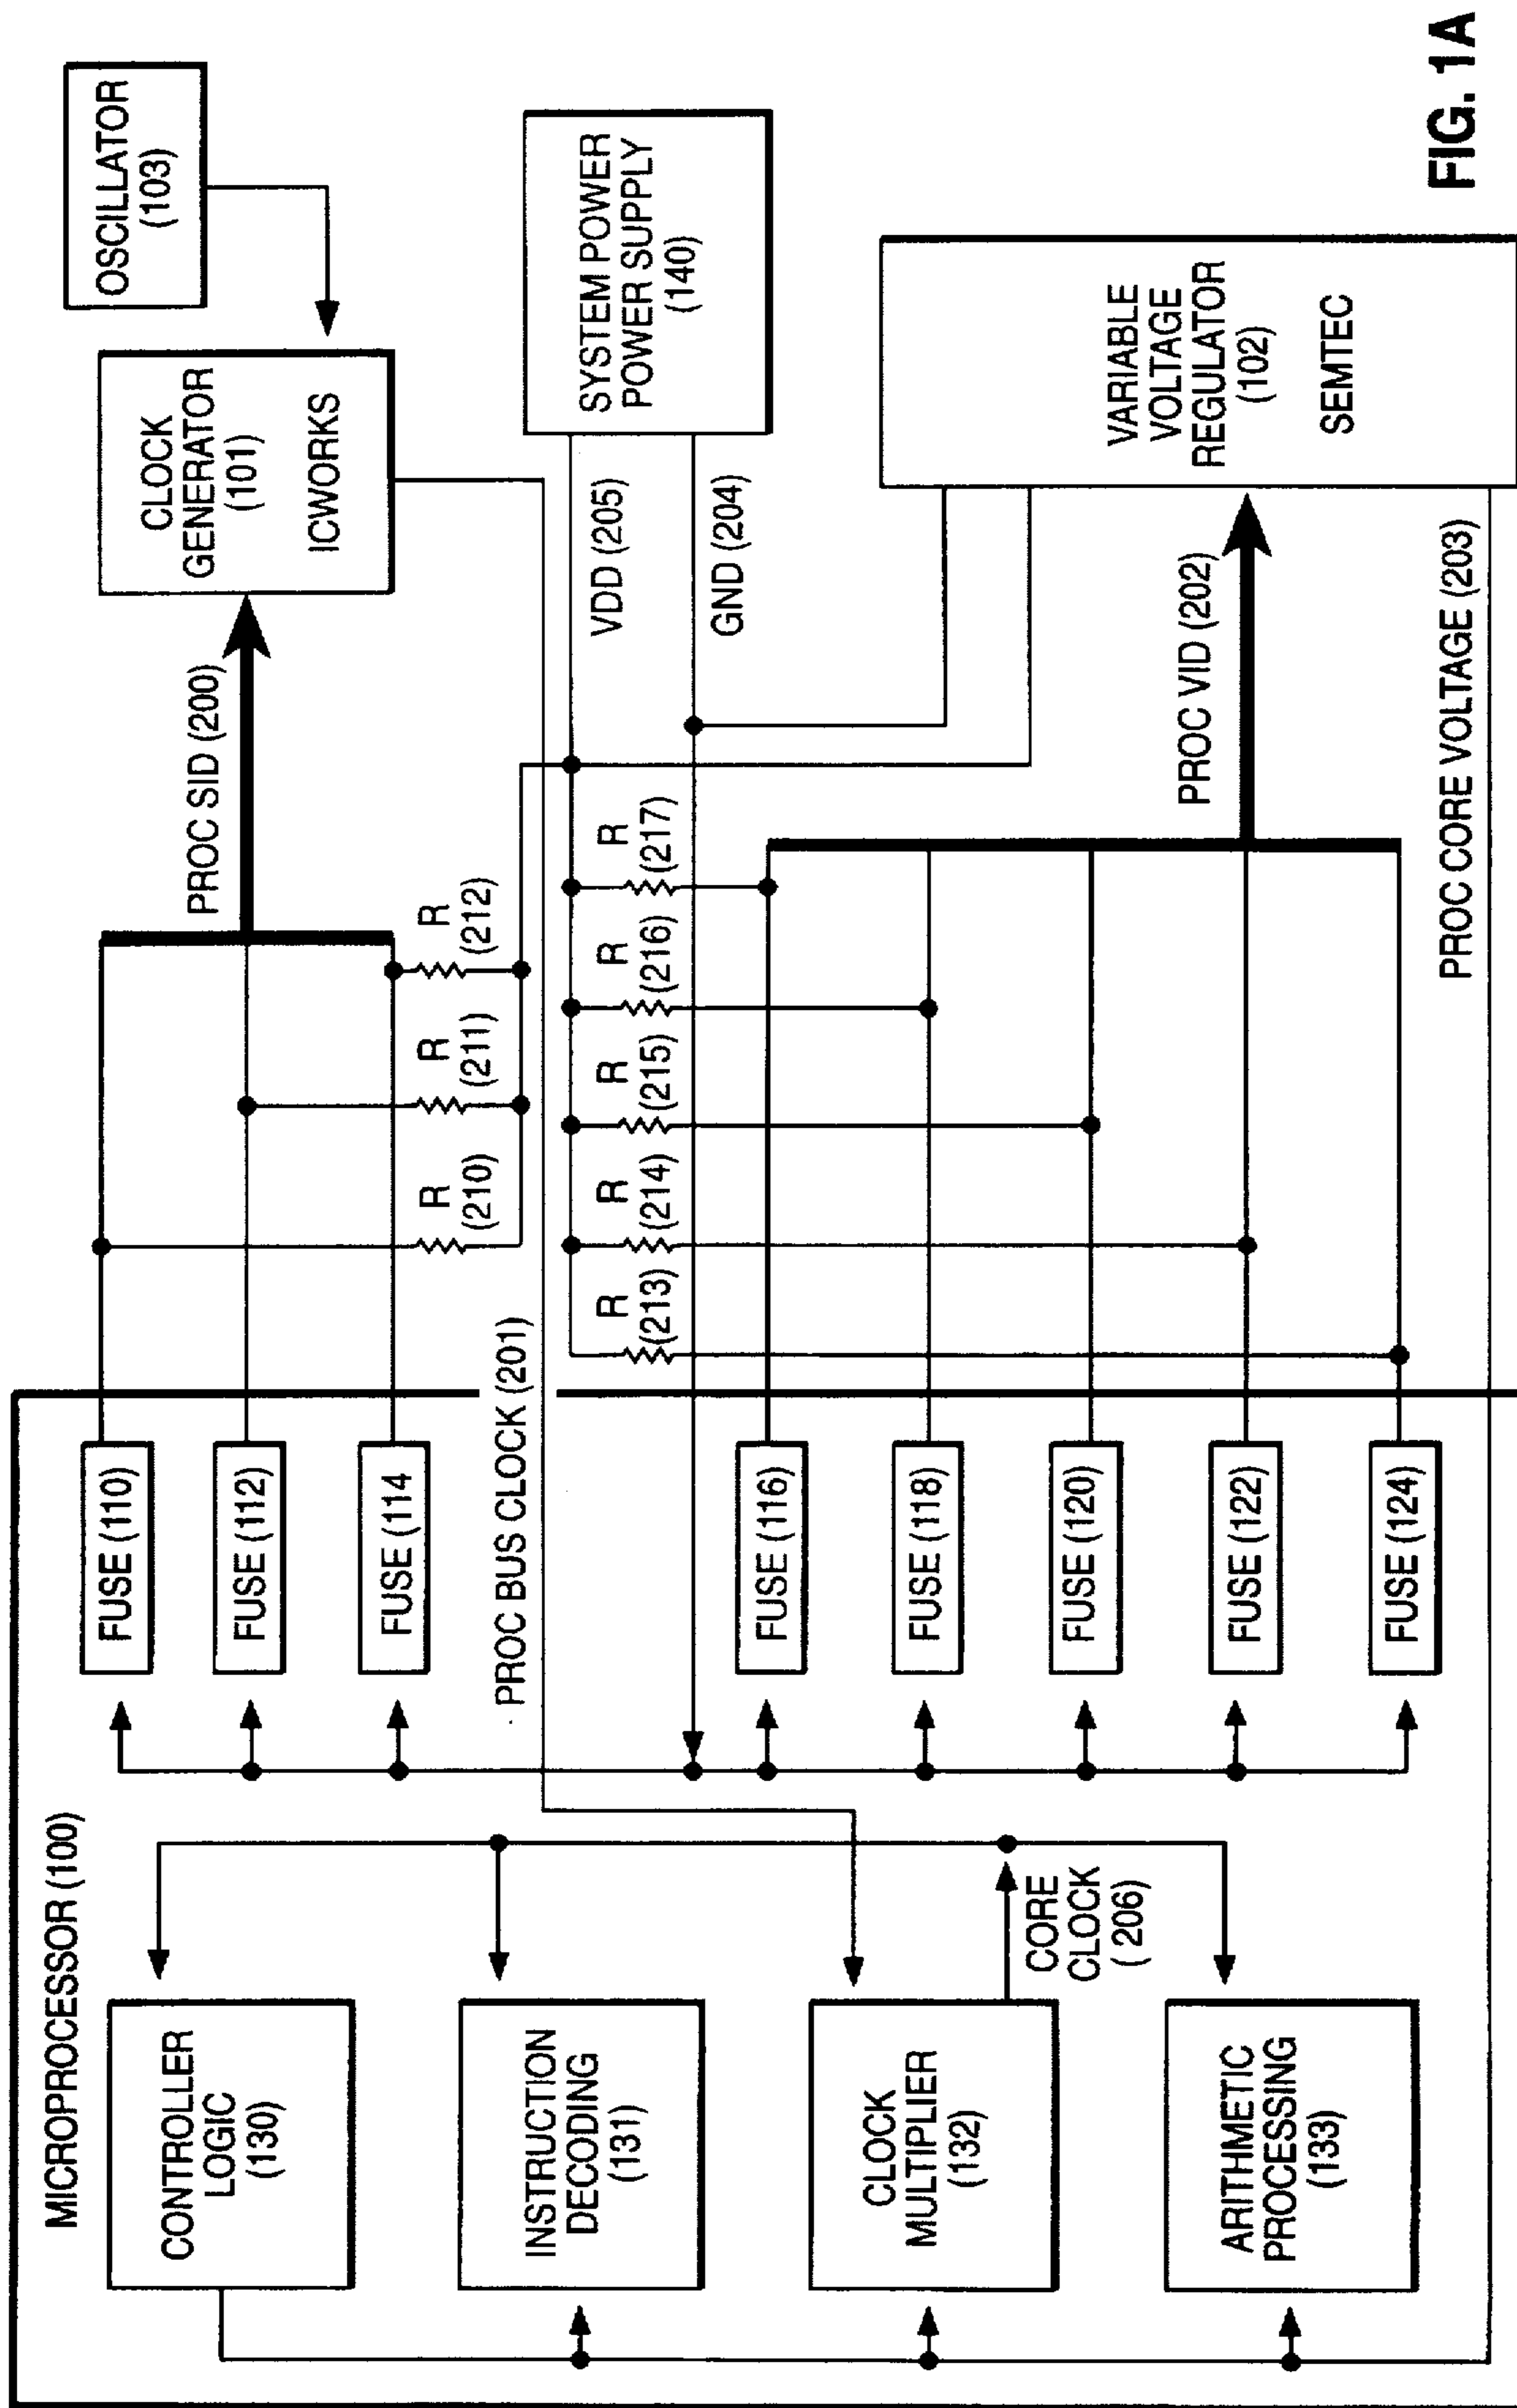 MICROPROCESSOR (100)
CONTROLLER
LOGIC
(130)
INSTRUCTION
DECODING
(131)
CLOCK
MULTIPLIER
(132)
ARITHMETIC
PROCESSING
(133)
CORE
CLOCK
( 206)
FUSE (110)
FUSE (112)
FUSE (114
PROC BUS CLOCK (201)
FUSE (116)
FUSE (118)
FUSE (120)
FUSE (122)
FUSE (124)
R
(210)
R
(211)
R
(212)
R
(213)
R
(214)
R
(215)
R
(216)
R
(217)
PROC SID (200)
CLOCK
GENERATOR
(101)
ICWORKS
OSCILLATOR
(103)
VDD (205)
GND (204)
SYSTEM POWER
POWER SUPPLY
(140)
PROC VID (202)
PROC CORE VOLTAGE (203)
VARIABLE
VOLTAGE
REGULATOR
(102)
SEMTEC
FIG. 1A